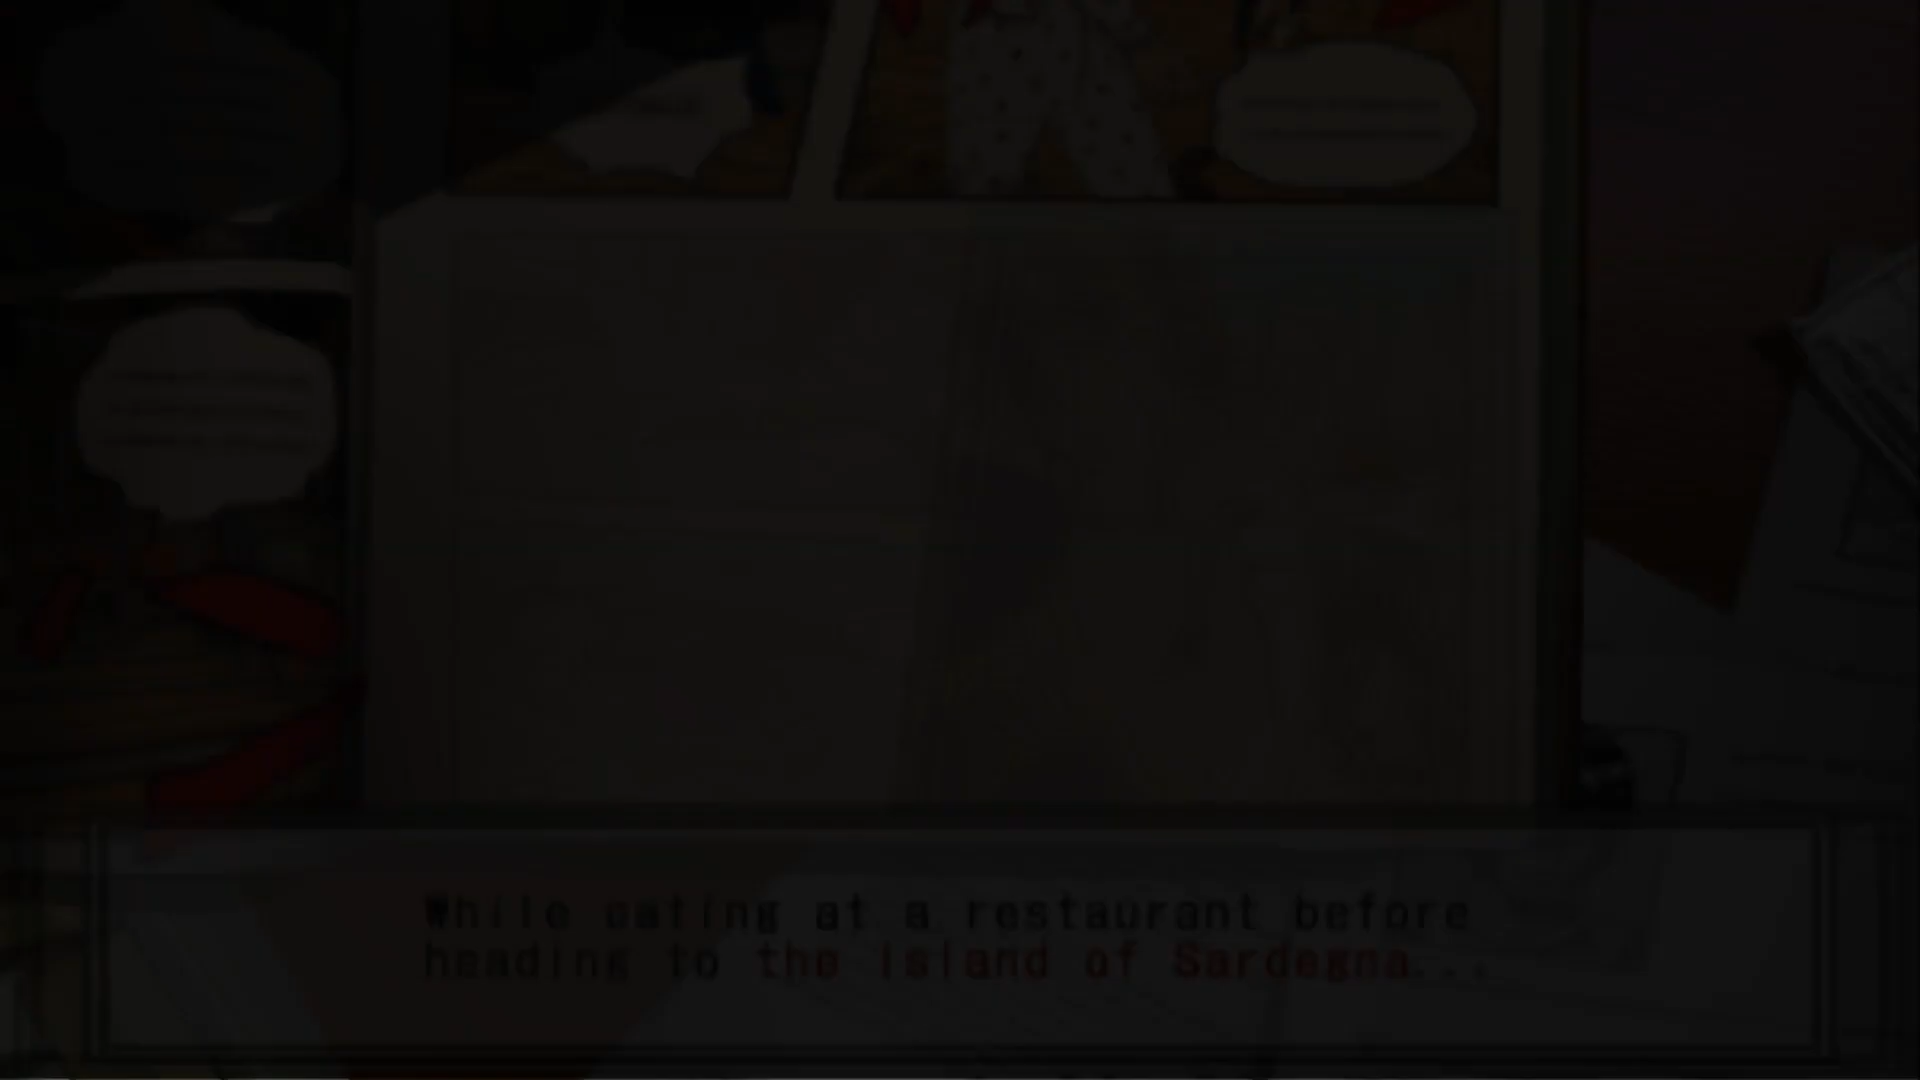 While eating at a restaurant before
heading to the island of Sardegna...